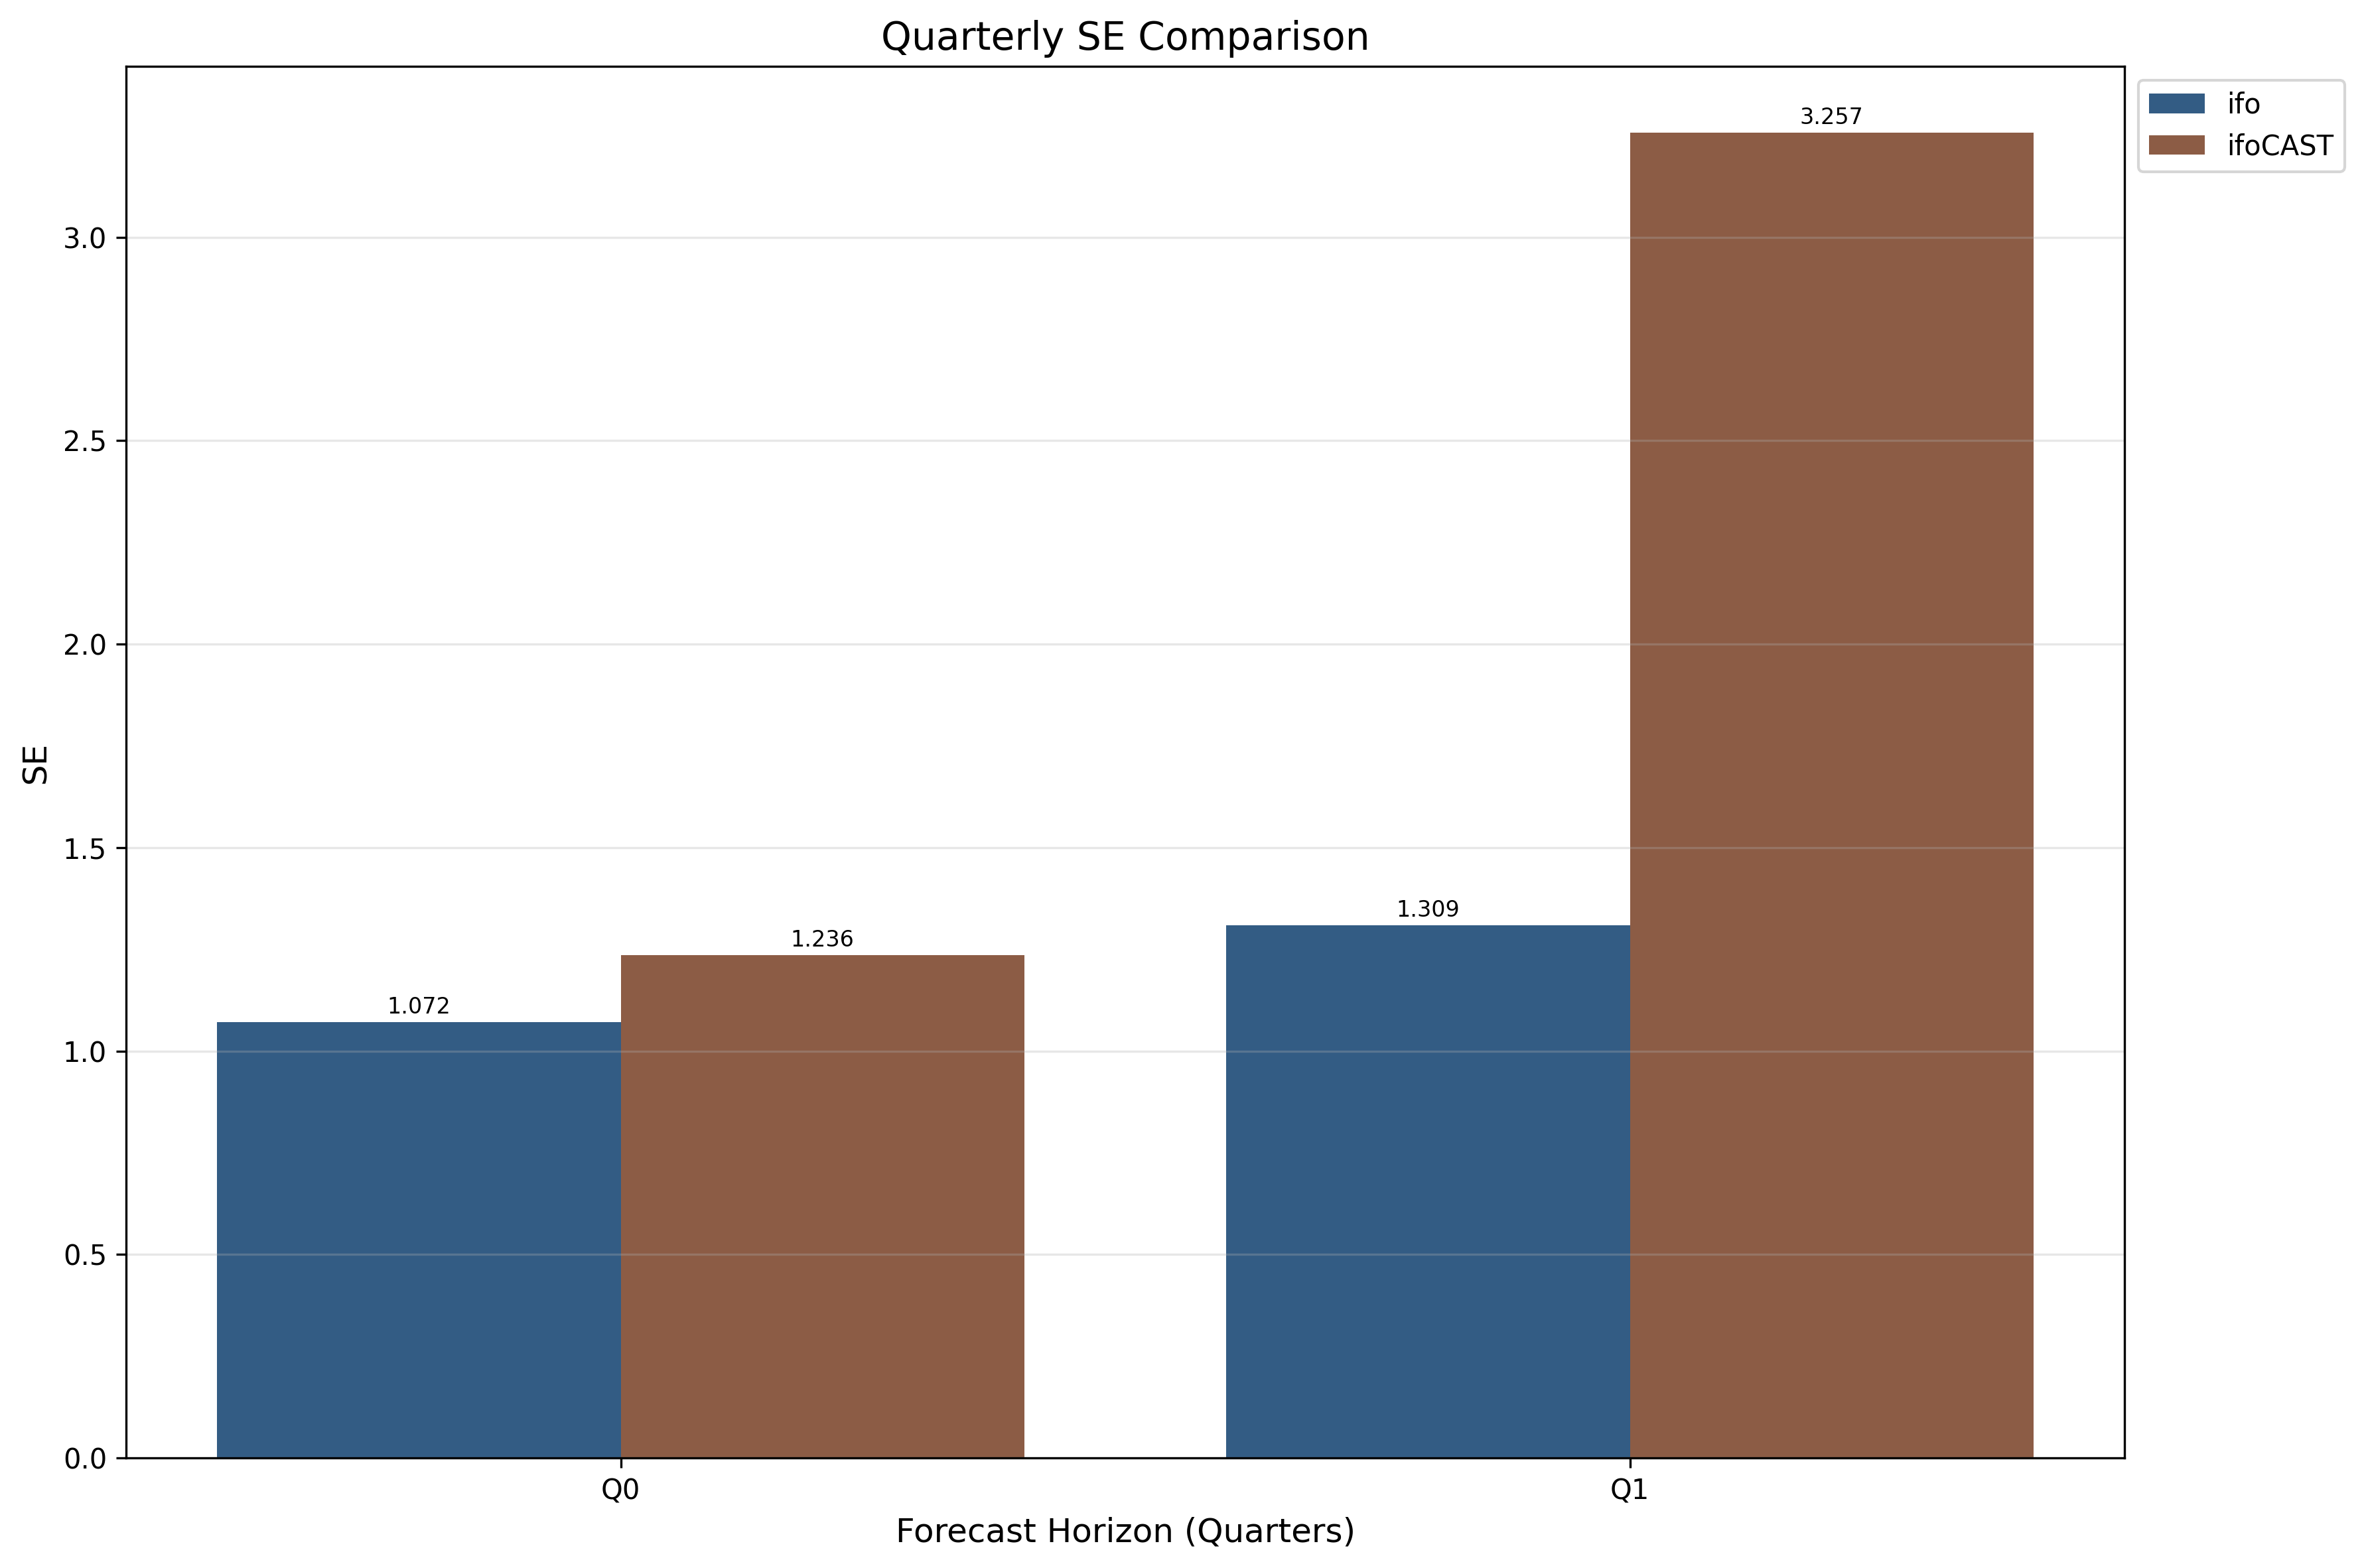 Quarterly SE Comparison
ifo
ifoCAST
3.257
3.0
2.5
2.0
1.5
1.0
0.5
0.0
SE
1.072
1.236
1.309
Q0
Q1
Forecast Horizon (Quarters)